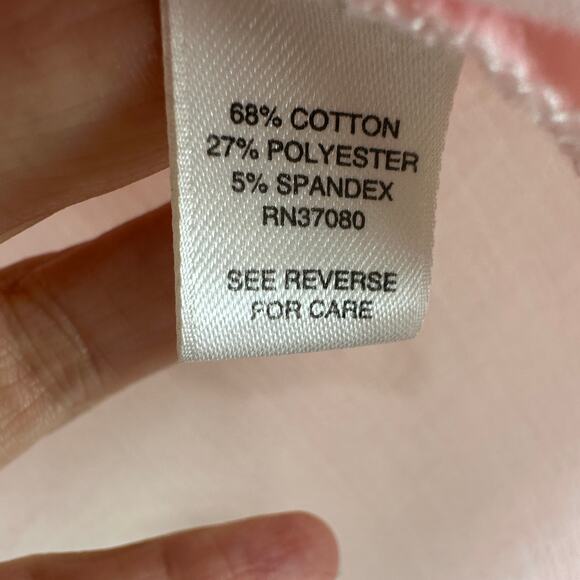 68% COTTON
27% POLYESTER
5% SPANDEX
RN37080
SEE REVERSE
FOR CARE